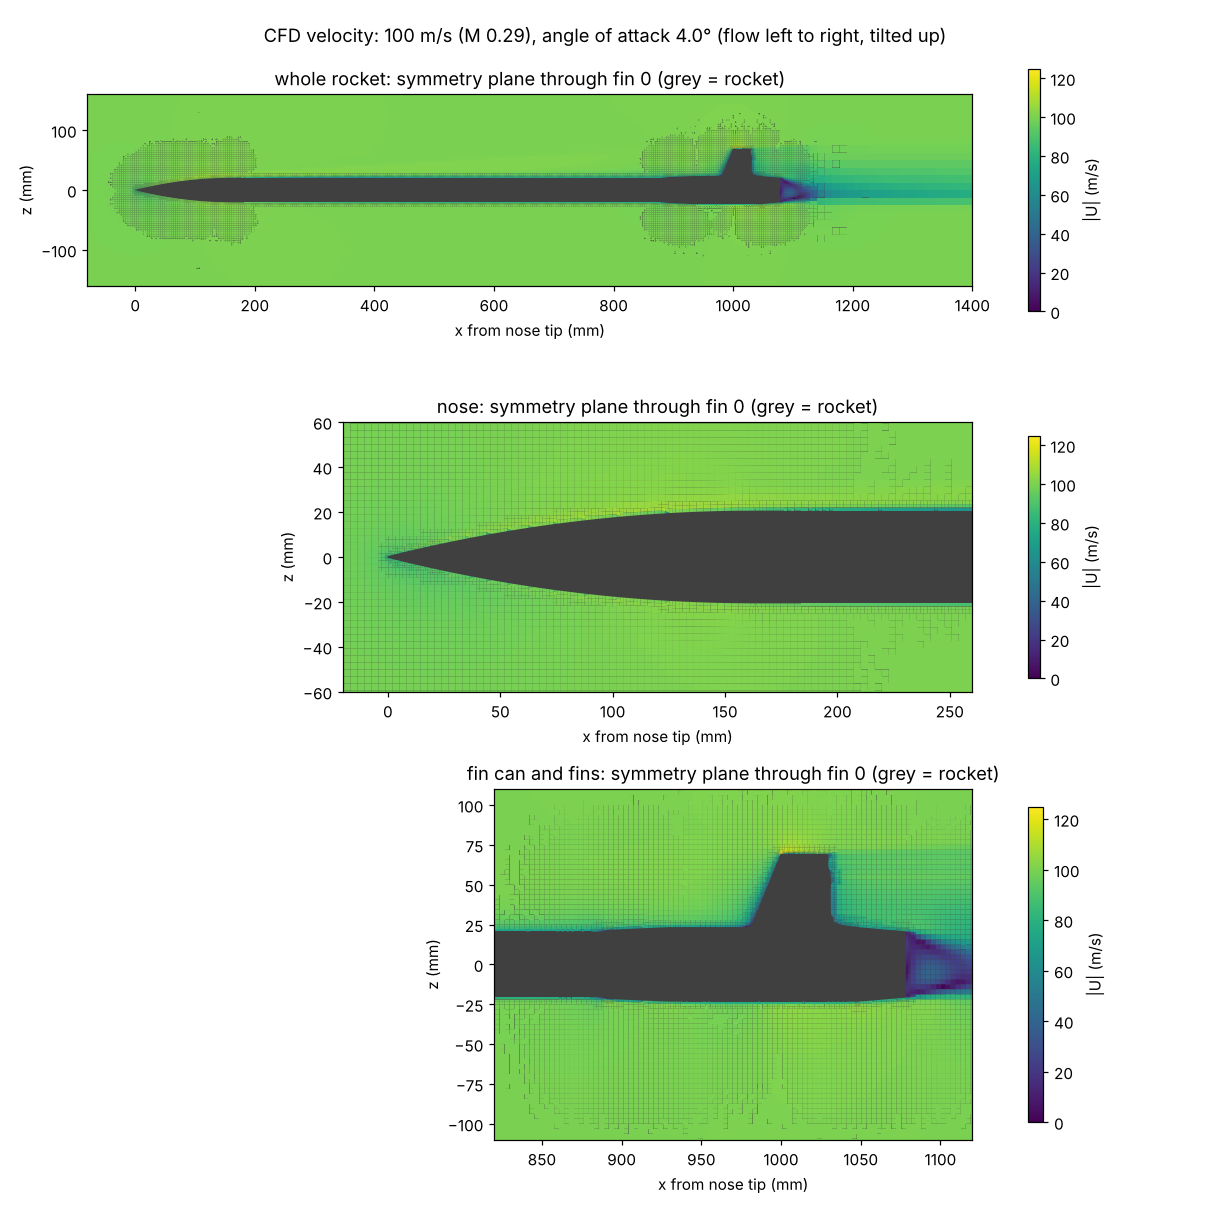 CFD velocity: 100 m/s (M 0.29), angle of attack 4.0° (flow left to right, tilted up)
whole rocket: symmetry plane through fin 0 (grey = rocket)
100
0
−100
z (mm)
0 200 400 600 800 1000 1200 1400
x from nose tip (mm)
120
100
80
60
40
20
0
|U| (m/s)
nose: symmetry plane through fin 0 (grey = rocket)
60
40
20
0
−20
−40
−60
z (mm)
0 50 100 150 200 250
x from nose tip (mm)
120
100
80
60
40
20
0
|U| (m/s)
fin can and fins: symmetry plane through fin 0 (grey = rocket)
100
75
50
25
0
−25
−50
−75
−100
z (mm)
850 900 950 1000 1050 1100
x from nose tip (mm)
120
100
80
60
40
20
0
|U| (m/s)